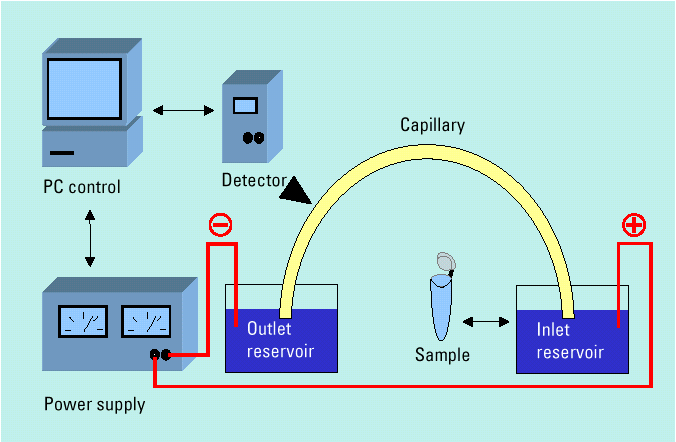 Capillary
PC control
Detector
−
+
Outlet
reservoir
Sample
Inlet
reservoir
Power supply